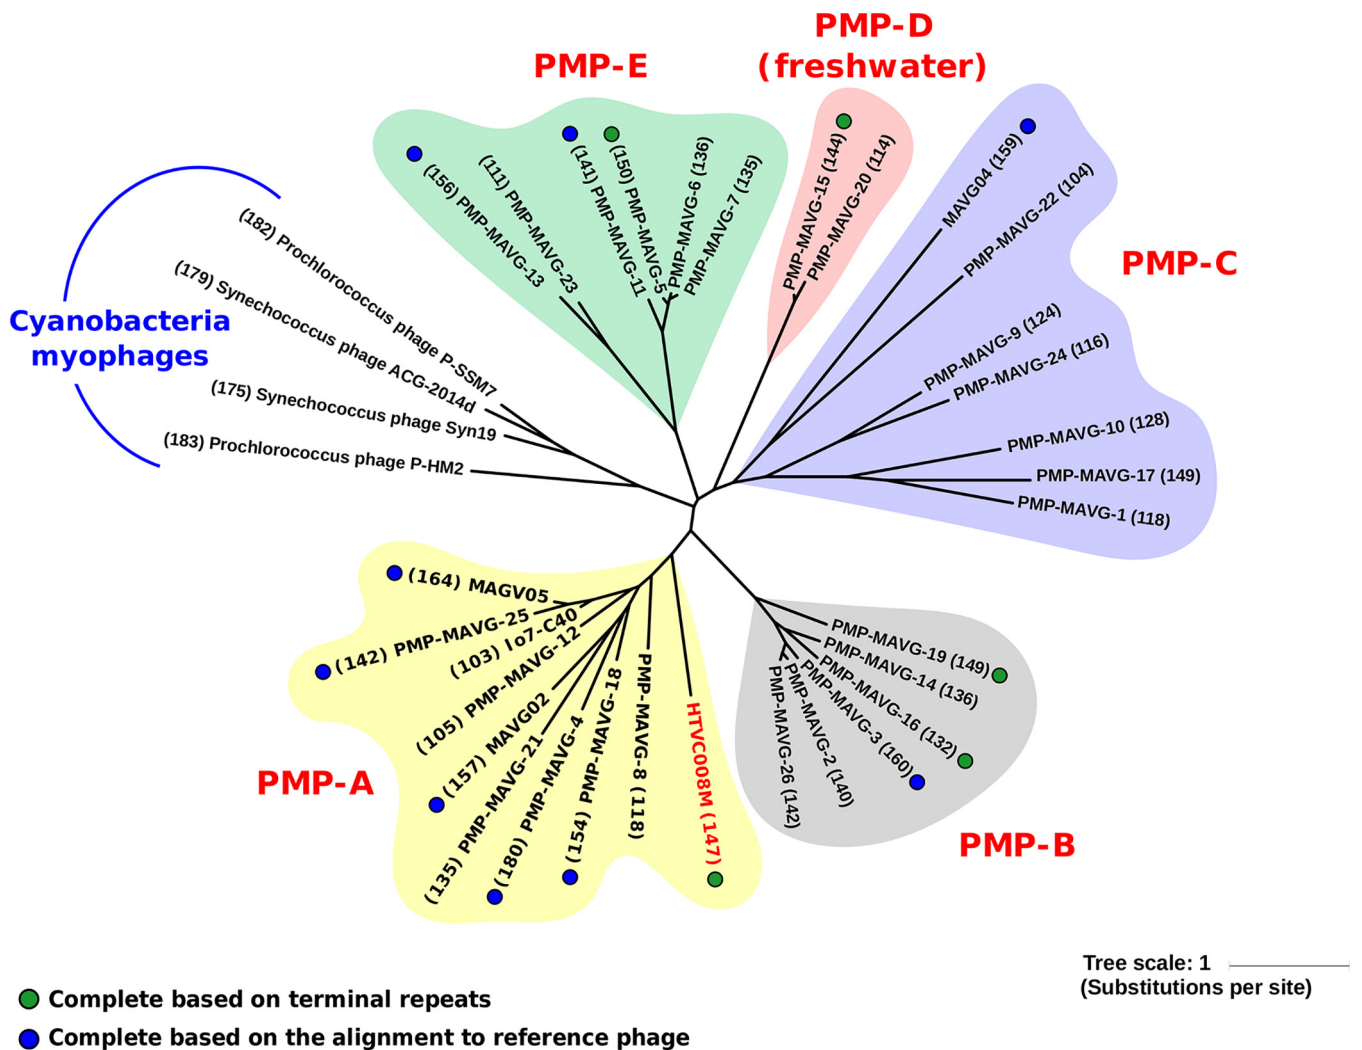 PMP-D
(freshwater)
PMP-E
PMP-C
Cyanobacteria
myophages
(182) Prochlorococcus phage P-SSM7
(179) Synechococcus phage ACG-2014d
(175) Synechococcus phage Syn19
(183) Prochlorococcus phage P-HM2
(156) PMP-MAVG-13
(111) PMP-MAVG-23
(141) PMP-MAVG-11
(150) PMP-MAVG-5
PMP-MAVG-6 (136)
PMP-MAVG-7 (135)
PMP-MAVG-15 (144)
PMP-MAVG-20 (114)
MAVG04 (159)
PMP-MAVG-22 (104)
PMP-MAVG-9 (124)
PMP-MAVG-24 (116)
PMP-MAVG-10 (128)
PMP-MAVG-17 (149)
PMP-MAVG-1 (118)
(164) MAGV05
(142) PMP-MAVG-25
(103) Io7-C40
(105) PMP-MAVG-12
(157) MAVG02
(135) PMP-MAVG-21
(180) PMP-MAVG-4
(154) PMP-MAVG-18
PMP-MAVG-8 (118)
HTVC008M (147)
PMP-A
PMP-MAVG-19 (149)
PMP-MAVG-14 (136)
PMP-MAVG-16 (132)
PMP-MAVG-3 (160)
PMP-MAVG-2 (140)
PMP-MAVG-26 (142)
PMP-B
Tree scale: 1
(Substitutions per site)
Complete based on terminal repeats
Complete based on the alignment to reference phage